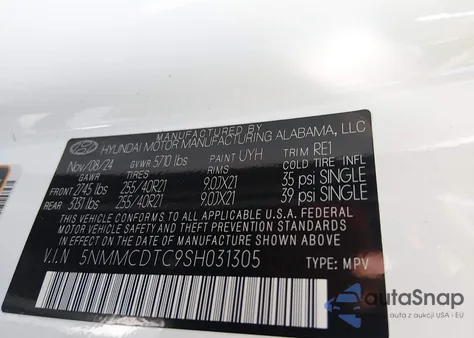 MANUFACTURED BY
HYUNDAI MOTOR MANUFACTURING ALABAMA, LLC
Nov/08/24 GVWR 5710 lbs PAINT UYH TRIM RE1
GAWR TIRES RIMS COLD TIRE INFL
FRONT 2745 lbs 255/40R21 9.0JX21 35 psi SINGLE
REAR 3131 lbs 255/40R21 9.0JX21 39 psi SINGLE
THIS VEHICLE CONFORMS TO ALL APPLICABLE U.S.A. FEDERAL
MOTOR VEHICLE SAFETY AND THEFT PREVENTION STANDARDS
IN EFFECT ON THE DATE OF MANUFACTURE SHOWN ABOVE.
V.I.N 5NMMCDTC9SH031305 TYPE: MPV
autoSnap
auta z aukcji USA - EU